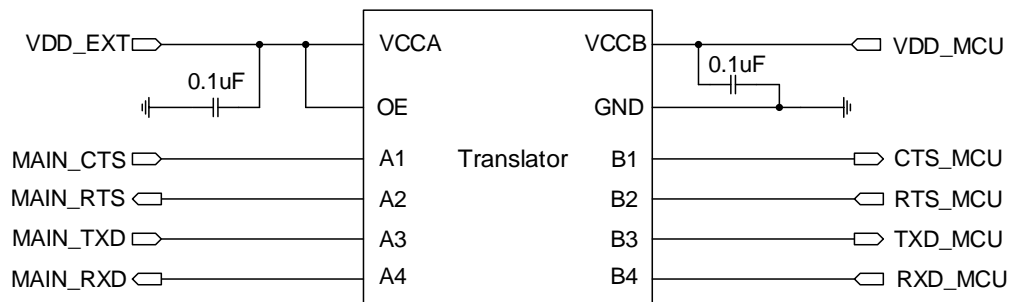 VDD_EXT VCCA VCCB VDD_MCU
0.1uF 0.1uF
OE GND
MAIN_CTS A1 Translator B1 CTS_MCU
MAIN_RTS A2 B2 RTS_MCU
MAIN_TXD A3 B3 TXD_MCU
MAIN_RXD A4 B4 RXD_MCU